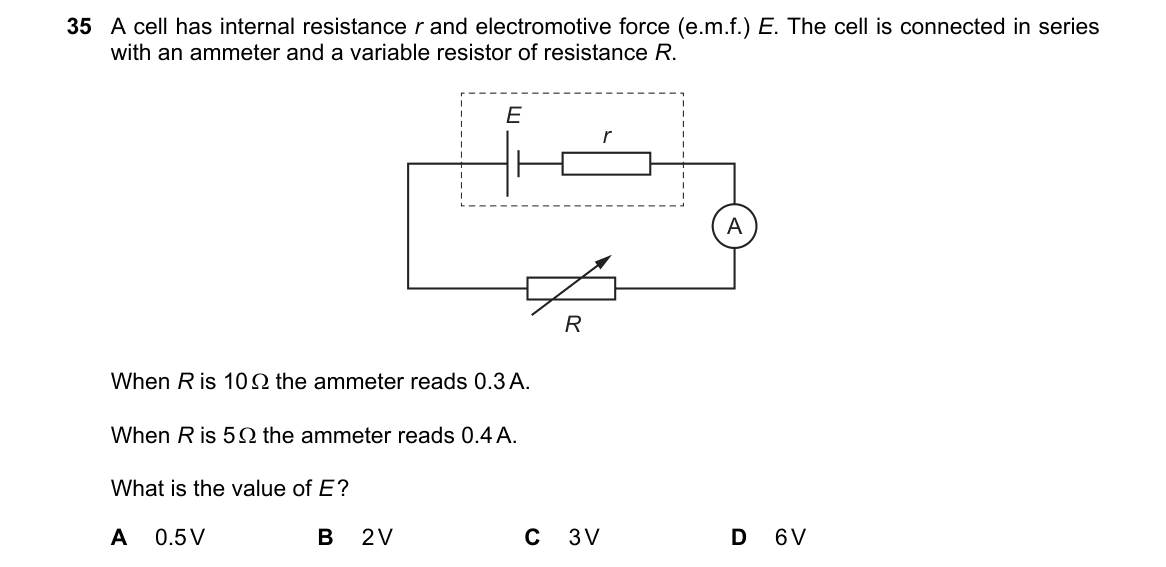 35 A cell has internal resistance r and electromotive force (e.m.f.) E. The cell is connected in series
with an ammeter and a variable resistor of resistance R.
E
r
A
R
When R is 10 Ω the ammeter reads 0.3 A.
When R is 5 Ω the ammeter reads 0.4 A.
What is the value of E?
A 0.5 V B 2 V C 3 V D 6 V